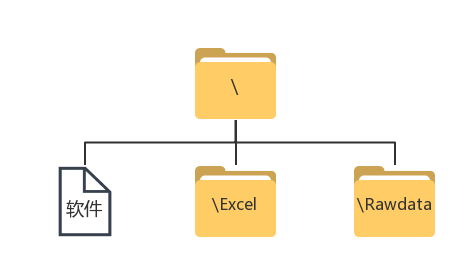 \
软件
\Excel
\Rawdata